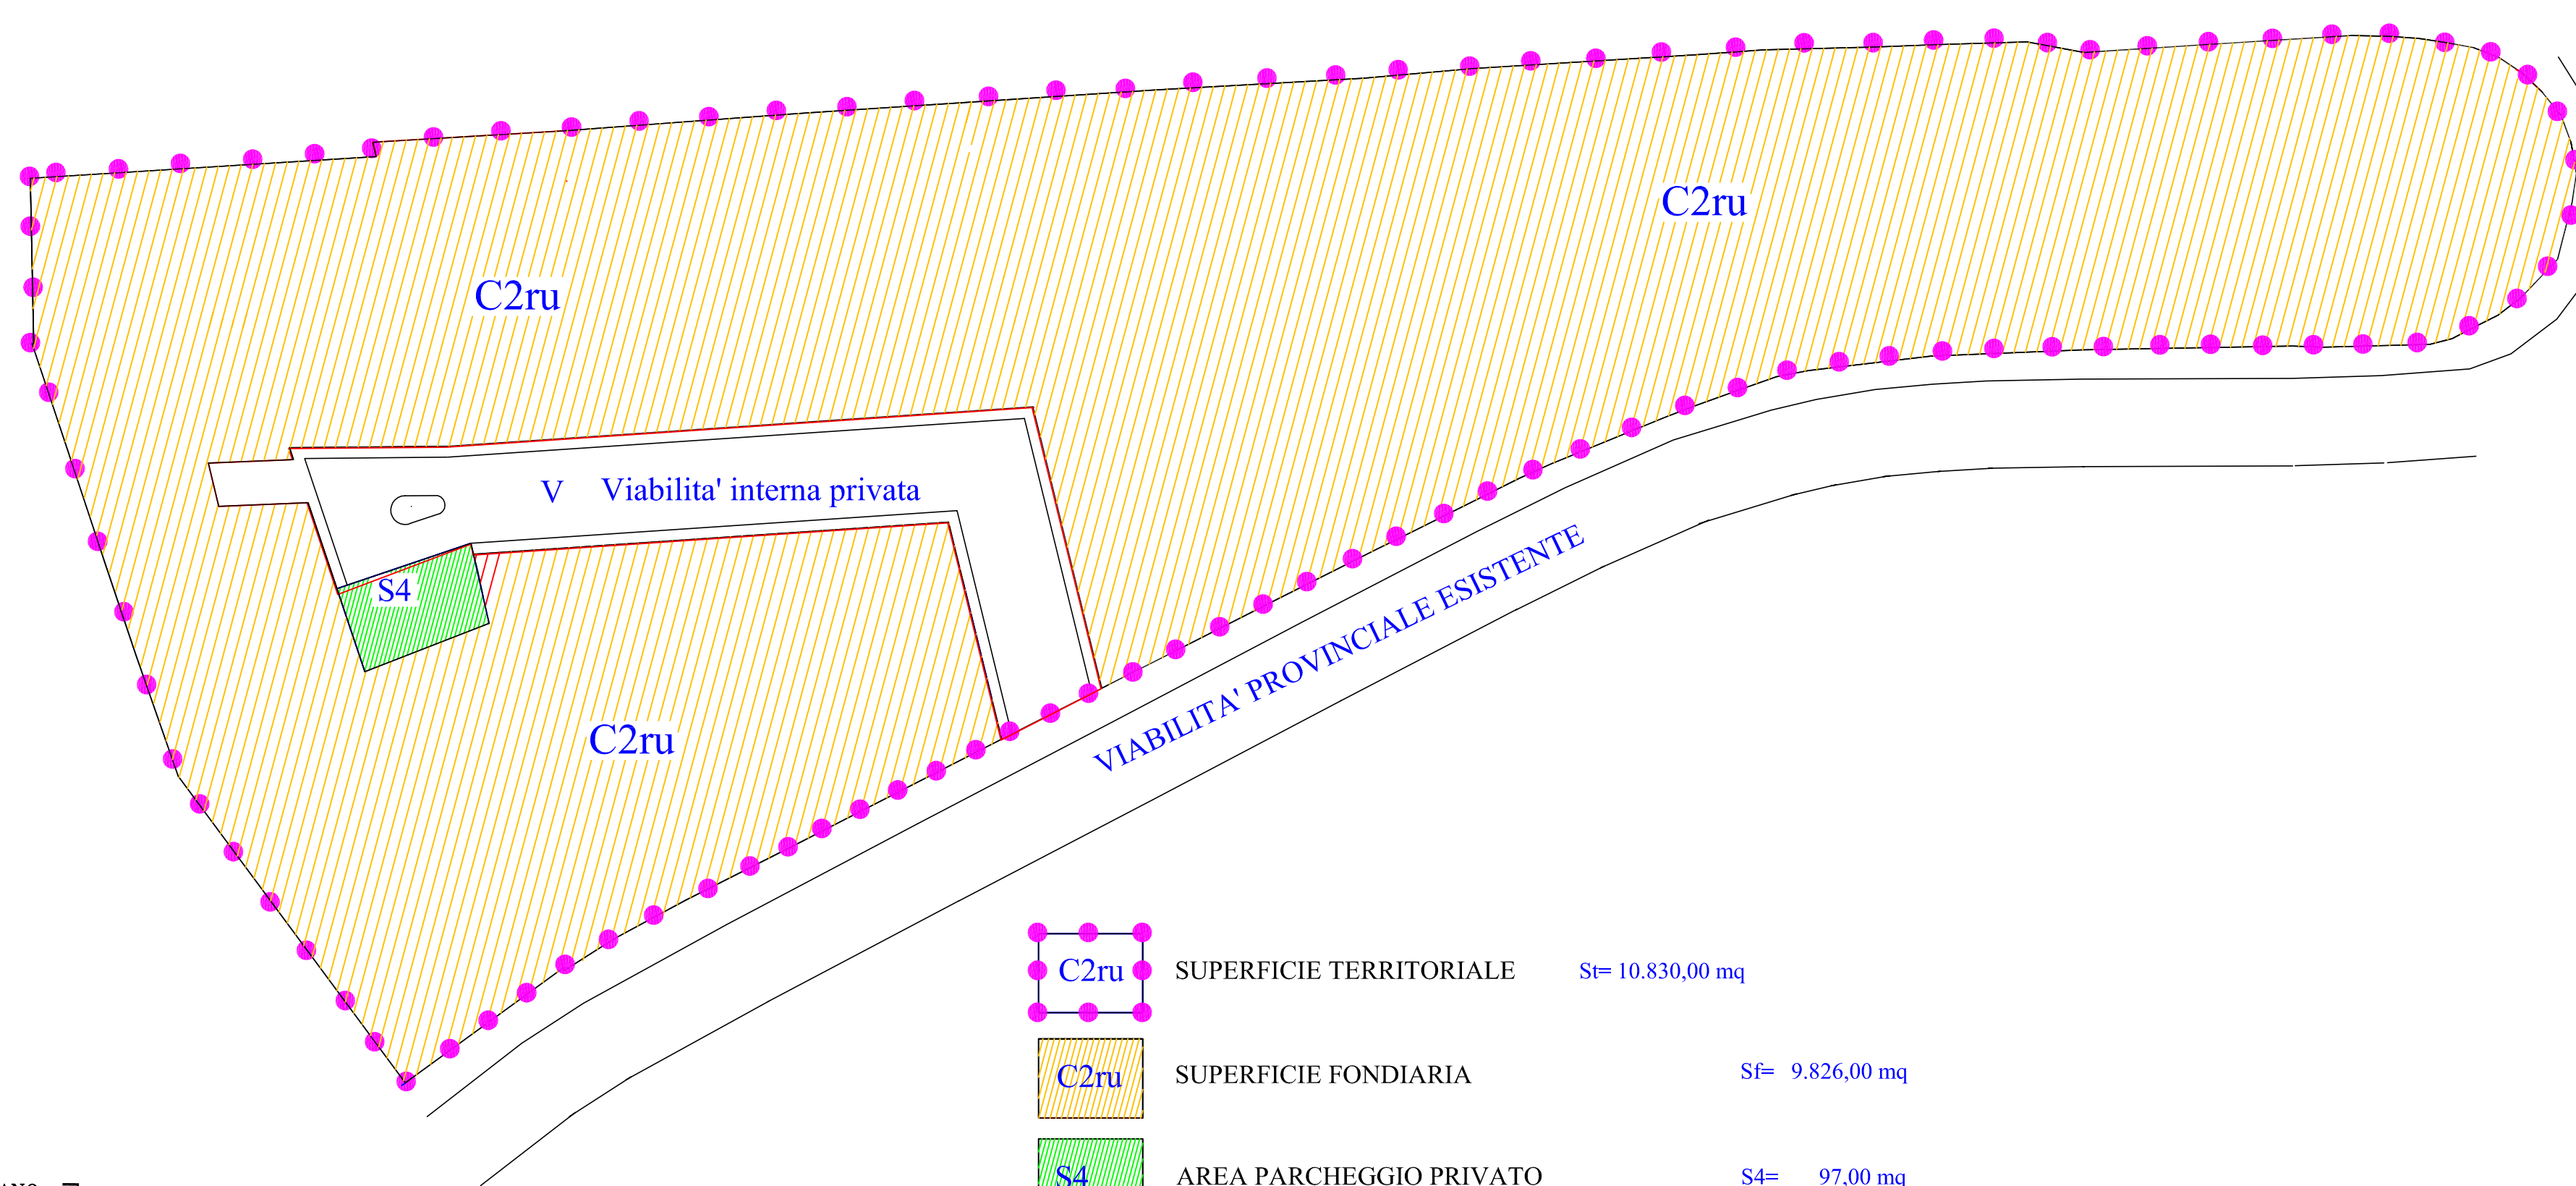 C2ru
C2ru
V Viabilita' interna privata
S4
C2ru
VIABILITA' PROVINCIALE ESISTENTE
C2ru SUPERFICIE TERRITORIALE St= 10.830,00 mq
C2ru SUPERFICIE FONDIARIA Sf= 9.826,00 mq
S4 AREA PARCHEGGIO PRIVATO S4= 97,00 mq